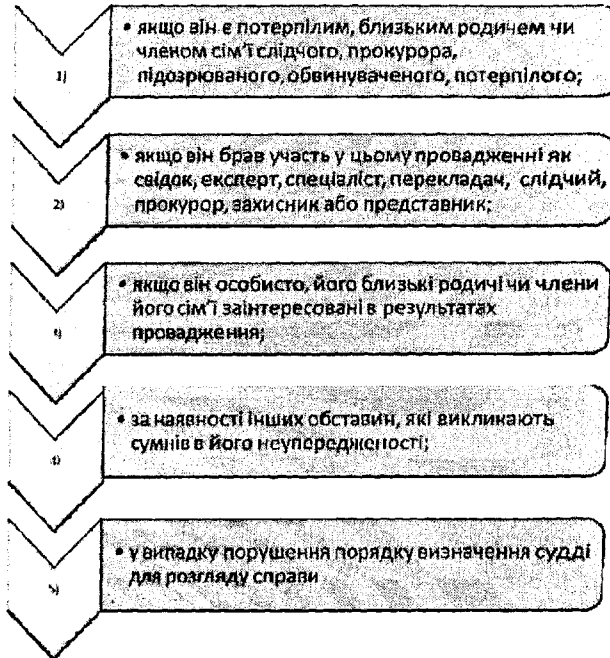 1)
• якщо він є потерпілим, близьким родичем чи
членом сім'ї слідчого, прокурора,
підозрюваного, обвинуваченого, потерпілого;
2)
• якщо він брав участь у цьому провадженні як
свідок, експерт, спеціаліст, перекладач, слідчий,
прокурор, захисник або представник;
• якщо він особисто, його близькі родичі чи члени
його сім'ї заінтересовані в результатах
провадження;
• за наявності інших обставин, які викликають
сумнів в його неупередженості;
• у випадку порушення порядку визначення судді
для розгляду справи